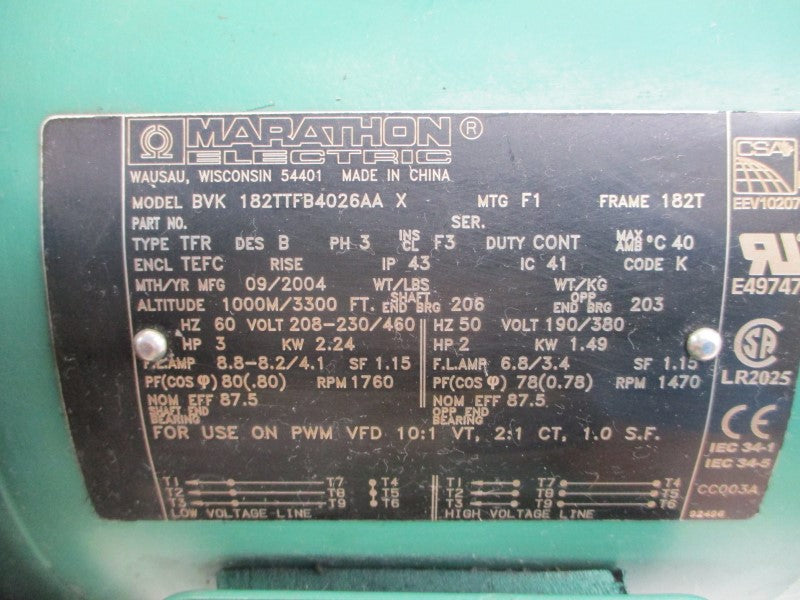 MARATHON ®
ELECTRIC
WAUSAU, WISCONSIN 54401 MADE IN CHINA
MODEL BVK 182TTFB4026AA X MTG F1 FRAME 182T
PART NO. SER.
TYPE TFR DES B PH 3 INS CL F3 DUTY CONT MAX AMB °C 40
ENCL TEFC RISE IP 43 IC 41 CODE K
MTH/YR MFG 09/2004 WT/LBS WT/KG
ALTITUDE 1000M/3300 FT. SHAFT END BRG 206 OPP END BRG 203
HZ 60 VOLT 208-230/460 HZ 50 VOLT 190/380
HP 3 KW 2.24 HP 2 KW 1.49
F.L.AMP 8.8-8.2/4.1 SF 1.15 F.L.AMP 6.8/3.4 SF 1.15
PF(COS φ) 80(.80) RPM 1760 PF(COS φ) 78(0.78) RPM 1470
NOM EFF 87.5 NOM EFF 87.5
SHAFT END BEARING OPP END BEARING
FOR USE ON PWM VFD 10:1 VT, 2:1 CT, 1.0 S.F.
T1 T7 T4 T1 T7 T4
T2 T8 T5 T2 T8 T5
T3 T9 T6 T3 T9 T6
LOW VOLTAGE LINE HIGH VOLTAGE LINE
CSA
EEV10207
RU
E49747
SA
LR2025
CE
IEC 34-1
IEC 34-5
CC003A